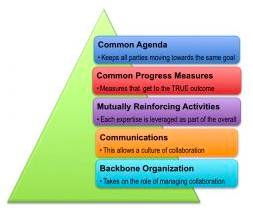 Common Agenda
• Keeps all parties moving towards the same goal
Common Progress Measures
• Measures that get to the TRUE outcome
Mutually Reinforcing Activities
• Each expertise is leveraged as part of the overall
Communications
• This allows a culture of collaboration
Backbone Organization
• Takes on the role of managing collaboration